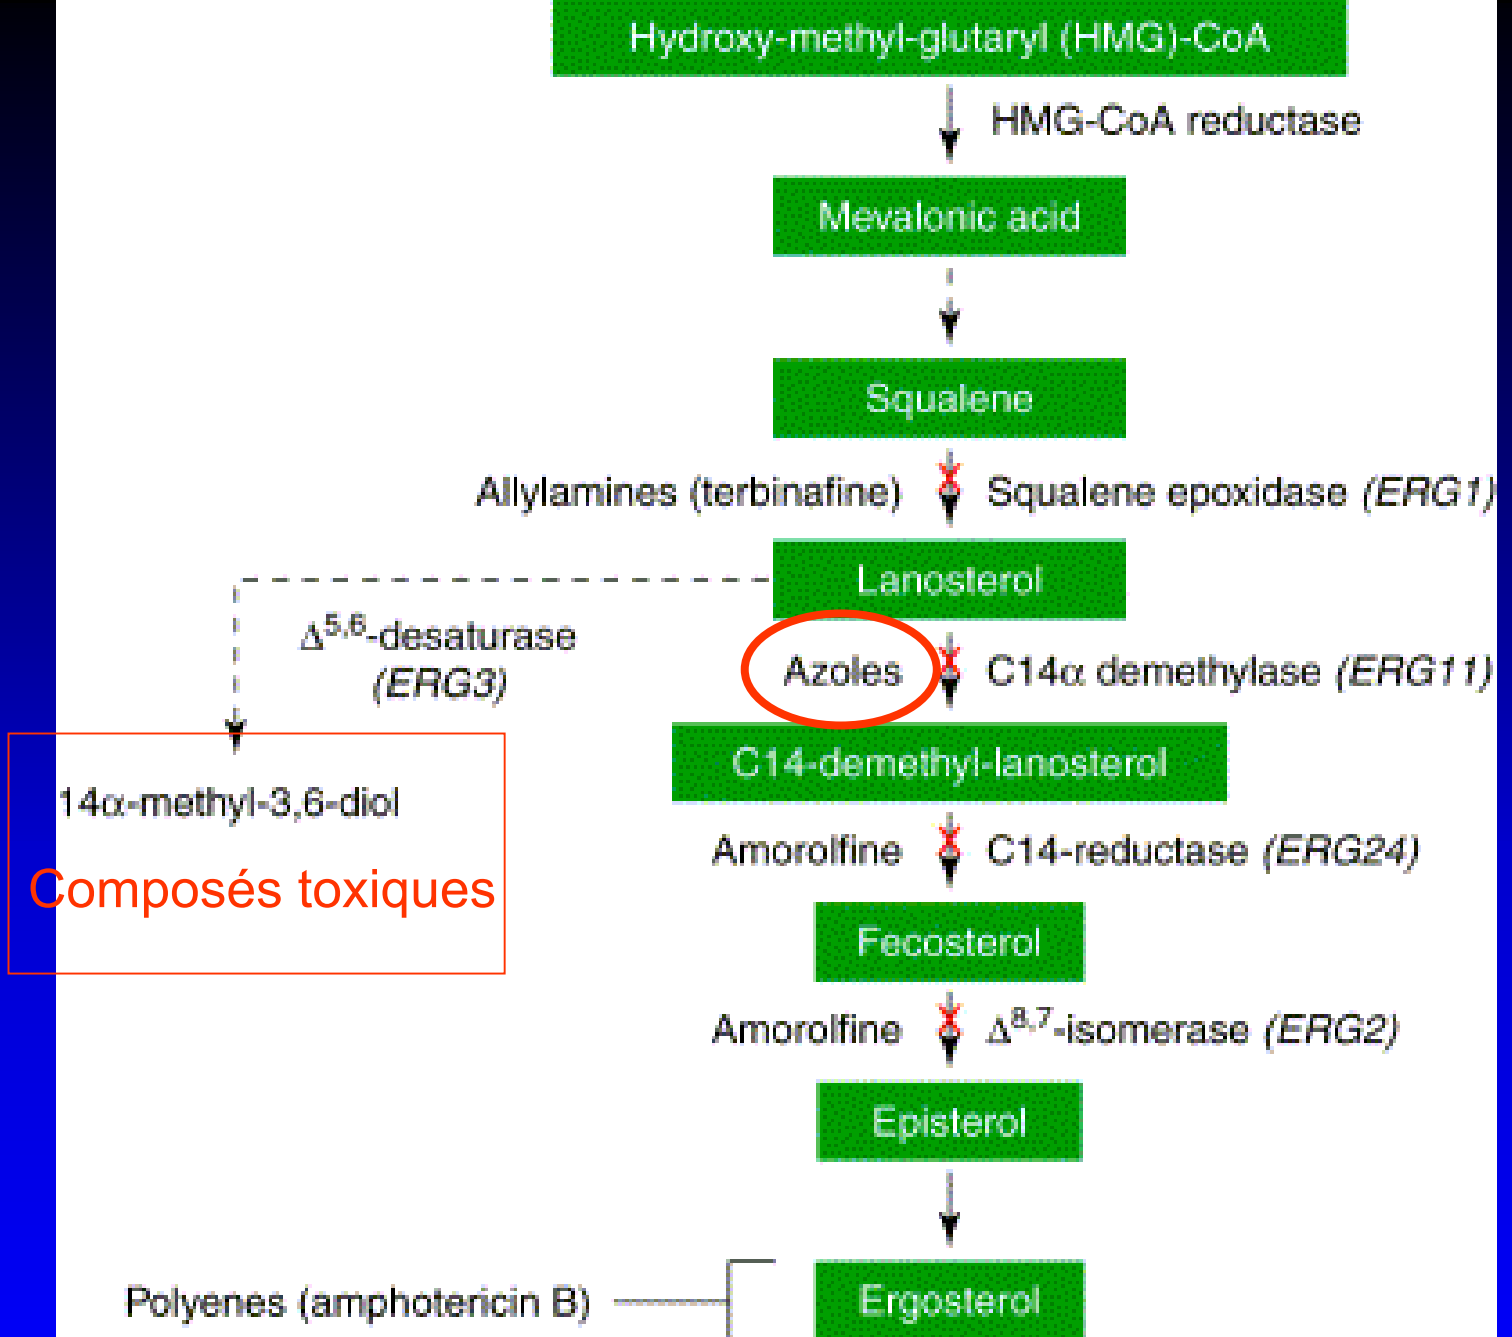 Hydroxy-methyl-glutaryl (HMG)-CoA
HMG-CoA reductase
Mevalonic acid
Squalene
Allylamines (terbinafine)
Squalene epoxidase (ERG1)
Lanosterol
Δ5,6-desaturase
(ERG3)
Azoles
C14α demethylase (ERG11)
C14-demethyl-lanosterol
14α-methyl-3,6-diol
Composés toxiques
Amorolfine
C14-reductase (ERG24)
Fecosterol
Amorolfine
Δ8,7-isomerase (ERG2)
Episterol
Polyenes (amphotericin B)
Ergosterol